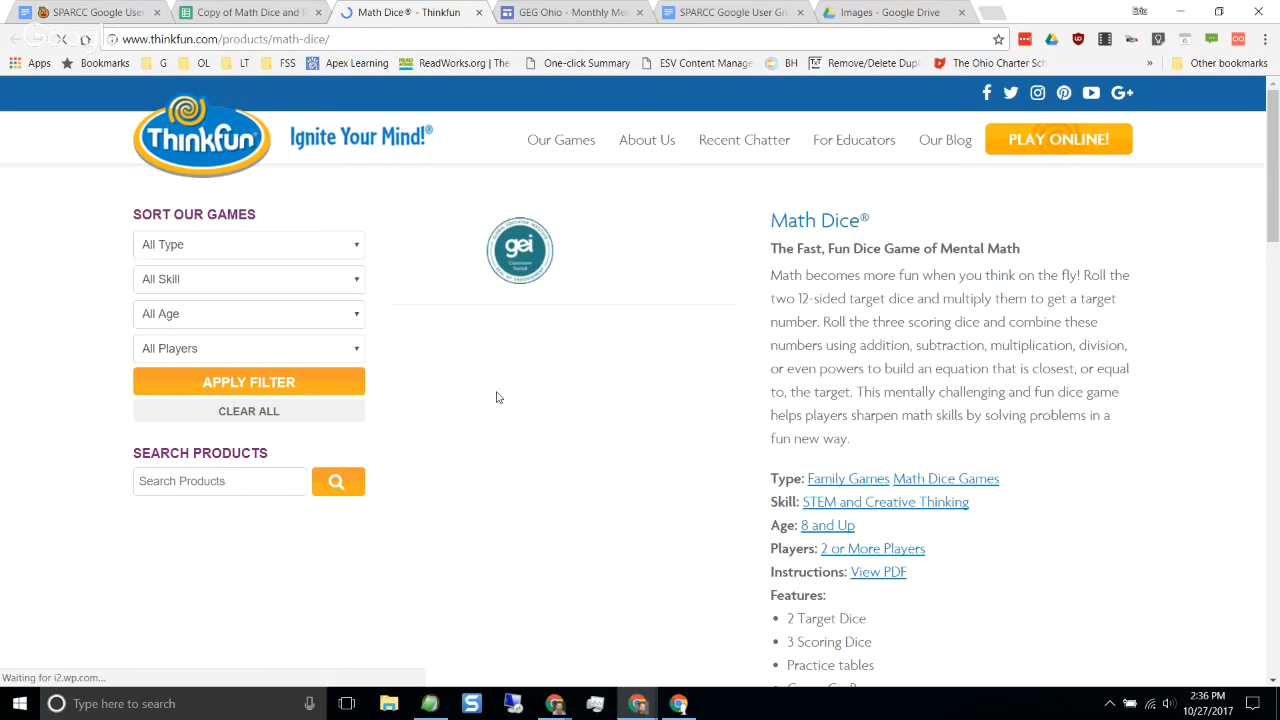 SPARCC Google User
Copy of Math Dice and P
Math Dice® - Thinkfun
GEG Ohio - Monthly Me
SPARCC Google User Gro
Images - Google Drive
www.thinkfun.com/products/math-dice/
Apps
Bookmarks
G
OL
LT
FSS
Apex Learning
ReadWorks.org | The
One-click Summary
ESV Content Manage
BH
Remove/Delete Dup
The Ohio Charter Sch
»
Other bookmarks
ThinkFun
Ignite Your Mind!®
Our Games
About Us
Recent Chatter
For Educators
Our Blog
PLAY ONLINE!
SORT OUR GAMES
All Type
All Skill
All Age
All Players
APPLY FILTER
CLEAR ALL
SEARCH PRODUCTS
Search Products
gei
Math Dice®
The Fast, Fun Dice Game of Mental Math
Math becomes more fun when you think on the fly! Roll the
two 12-sided target dice and multiply them to get a target
number. Roll the three scoring dice and combine these
numbers using addition, subtraction, multiplication, division,
or even powers to build an equation that is closest, or equal
to, the target. This mentally challenging and fun dice game
helps players sharpen math skills by solving problems in a
fun new way.
Type: Family Games Math Dice Games
Skill: STEM and Creative Thinking
Age: 8 and Up
Players: 2 or More Players
Instructions: View PDF
Features:
• 2 Target Dice
• 3 Scoring Dice
• Practice tables
Waiting for i2.wp.com...
Type here to search
2:36 PM
10/27/2017